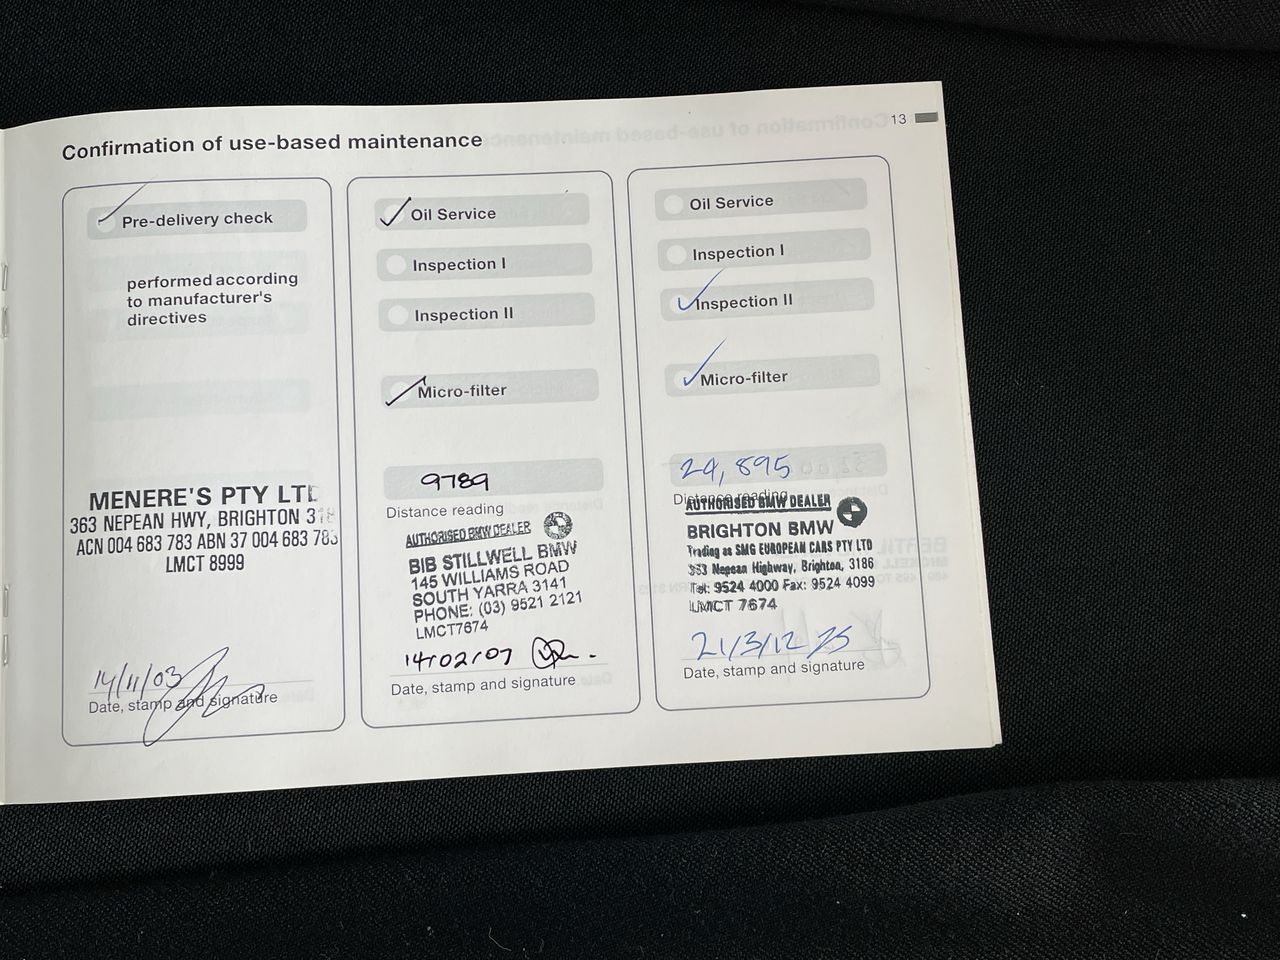 Confirmation of use-based maintenance
13
Pre-delivery check
performed according
to manufacturer's
directives
MENERE'S PTY LTD
363 NEPEAN HWY, BRIGHTON 318
ACN 004 683 783 ABN 37 004 683 783
LMCT 8999
14/11/03
Date, stamp and signature
Oil Service
Inspection I
Inspection II
Micro-filter
9789
Distance reading
AUTHORISED BMW DEALER
BIB STILLWELL BMW
145 WILLIAMS ROAD
SOUTH YARRA 3141
PHONE: (03) 9521 2121
LMCT7674
14/02/07
Date, stamp and signature
Oil Service
Inspection I
Inspection II
Micro-filter
24,895
Distance reading
AUTHORISED BMW DEALER
BRIGHTON BMW
Trading as SMG EUROPEAN CARS PTY LTD
363 Nepean Highway, Brighton, 3186
Tel: 9524 4000 Fax: 9524 4099
LMCT 7674
21/3/12
Date, stamp and signature